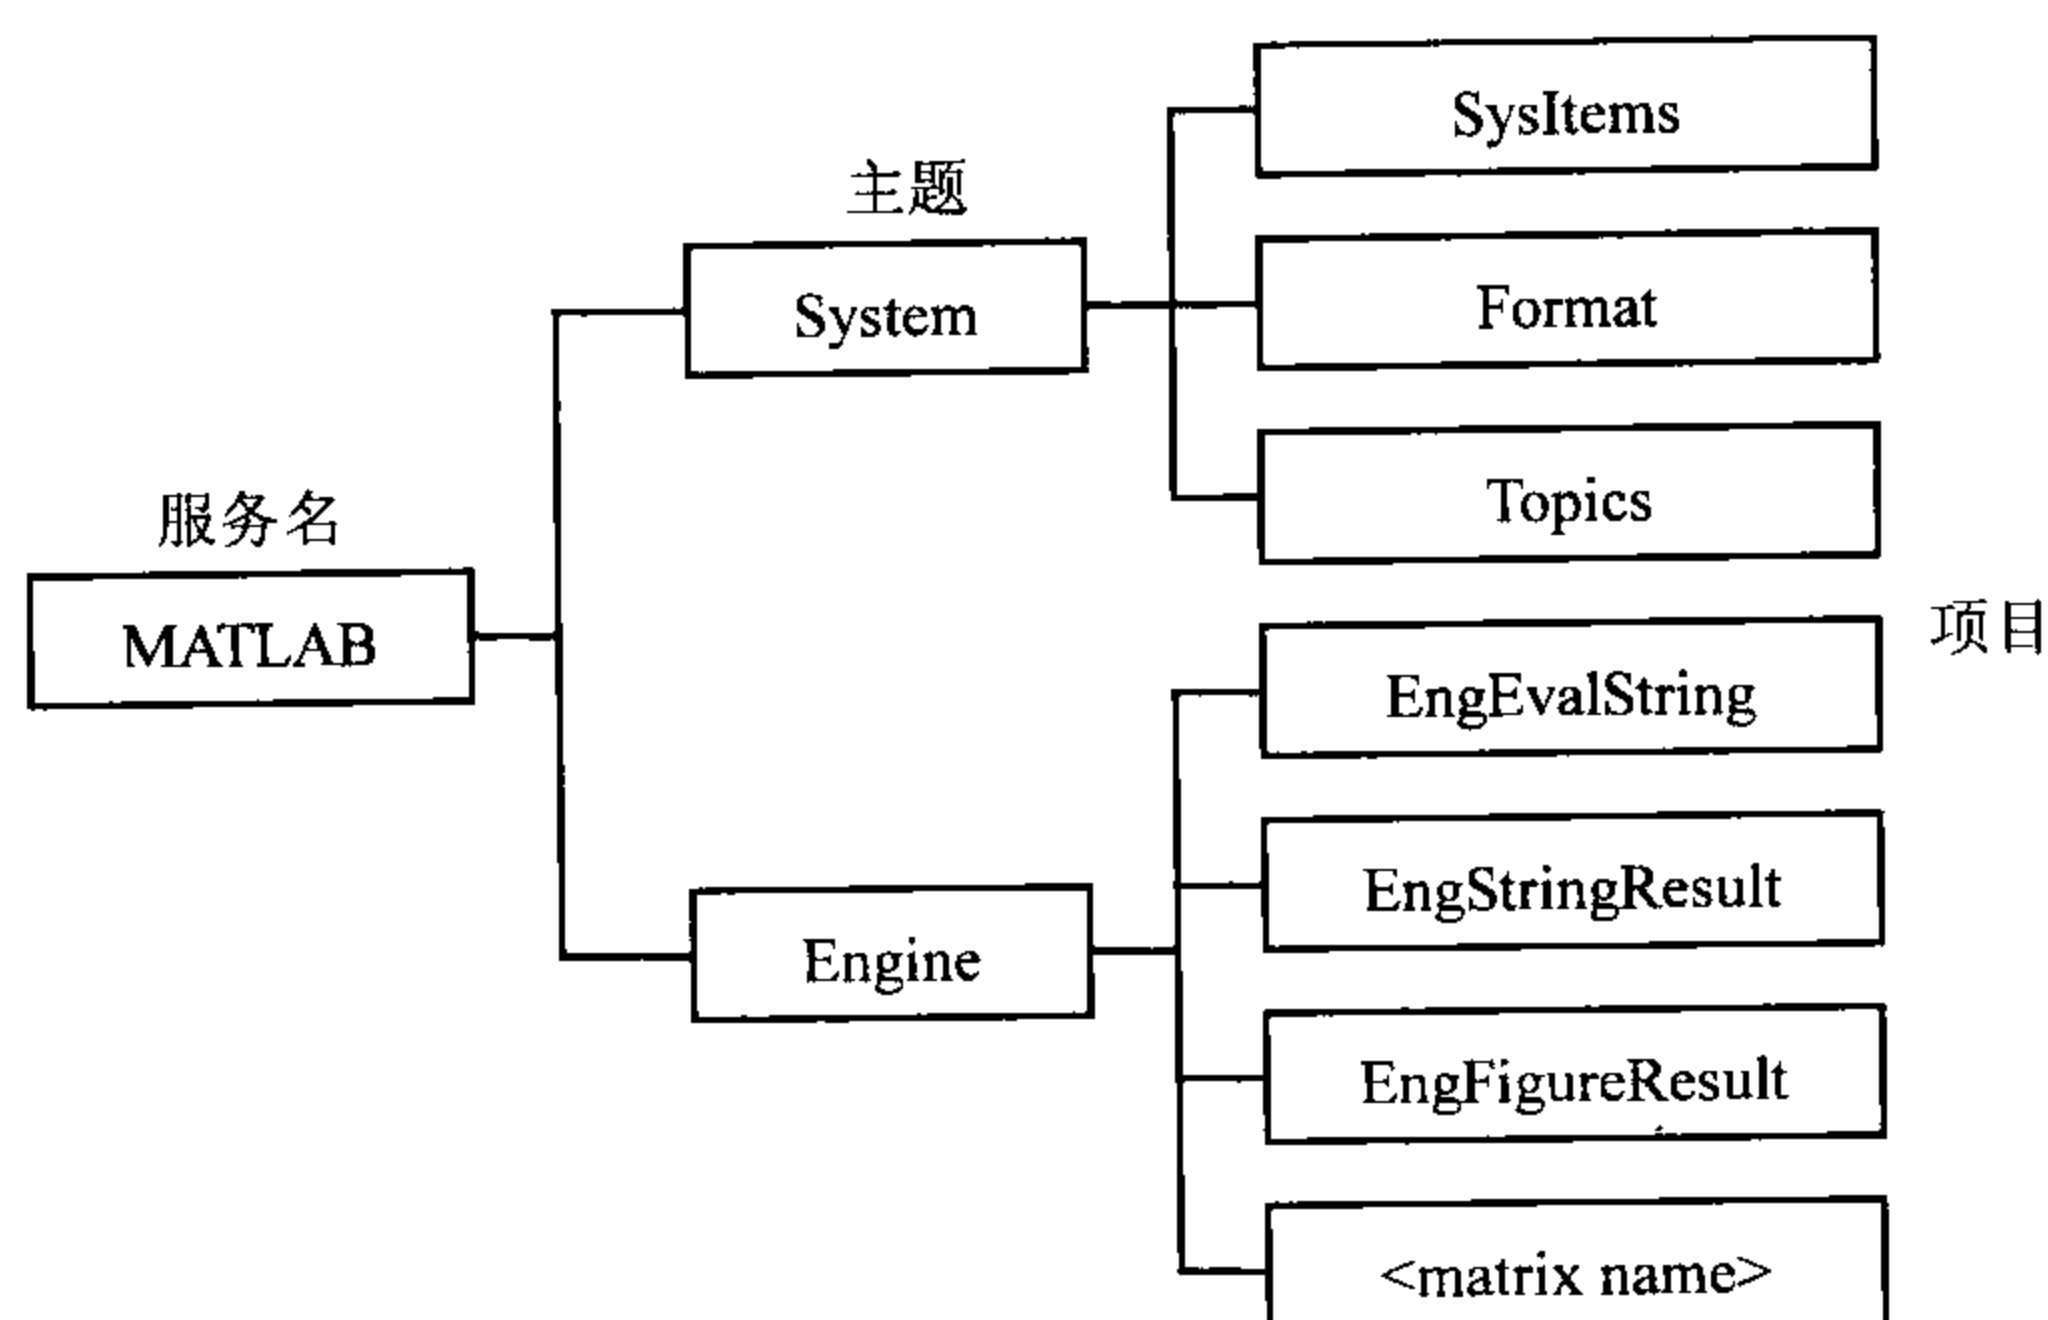 SysItems
主题
System
Format
Topics
服务名
MATLAB
项目
EngEvalString
EngStringResult
Engine
EngFigureResult
<matrix name>